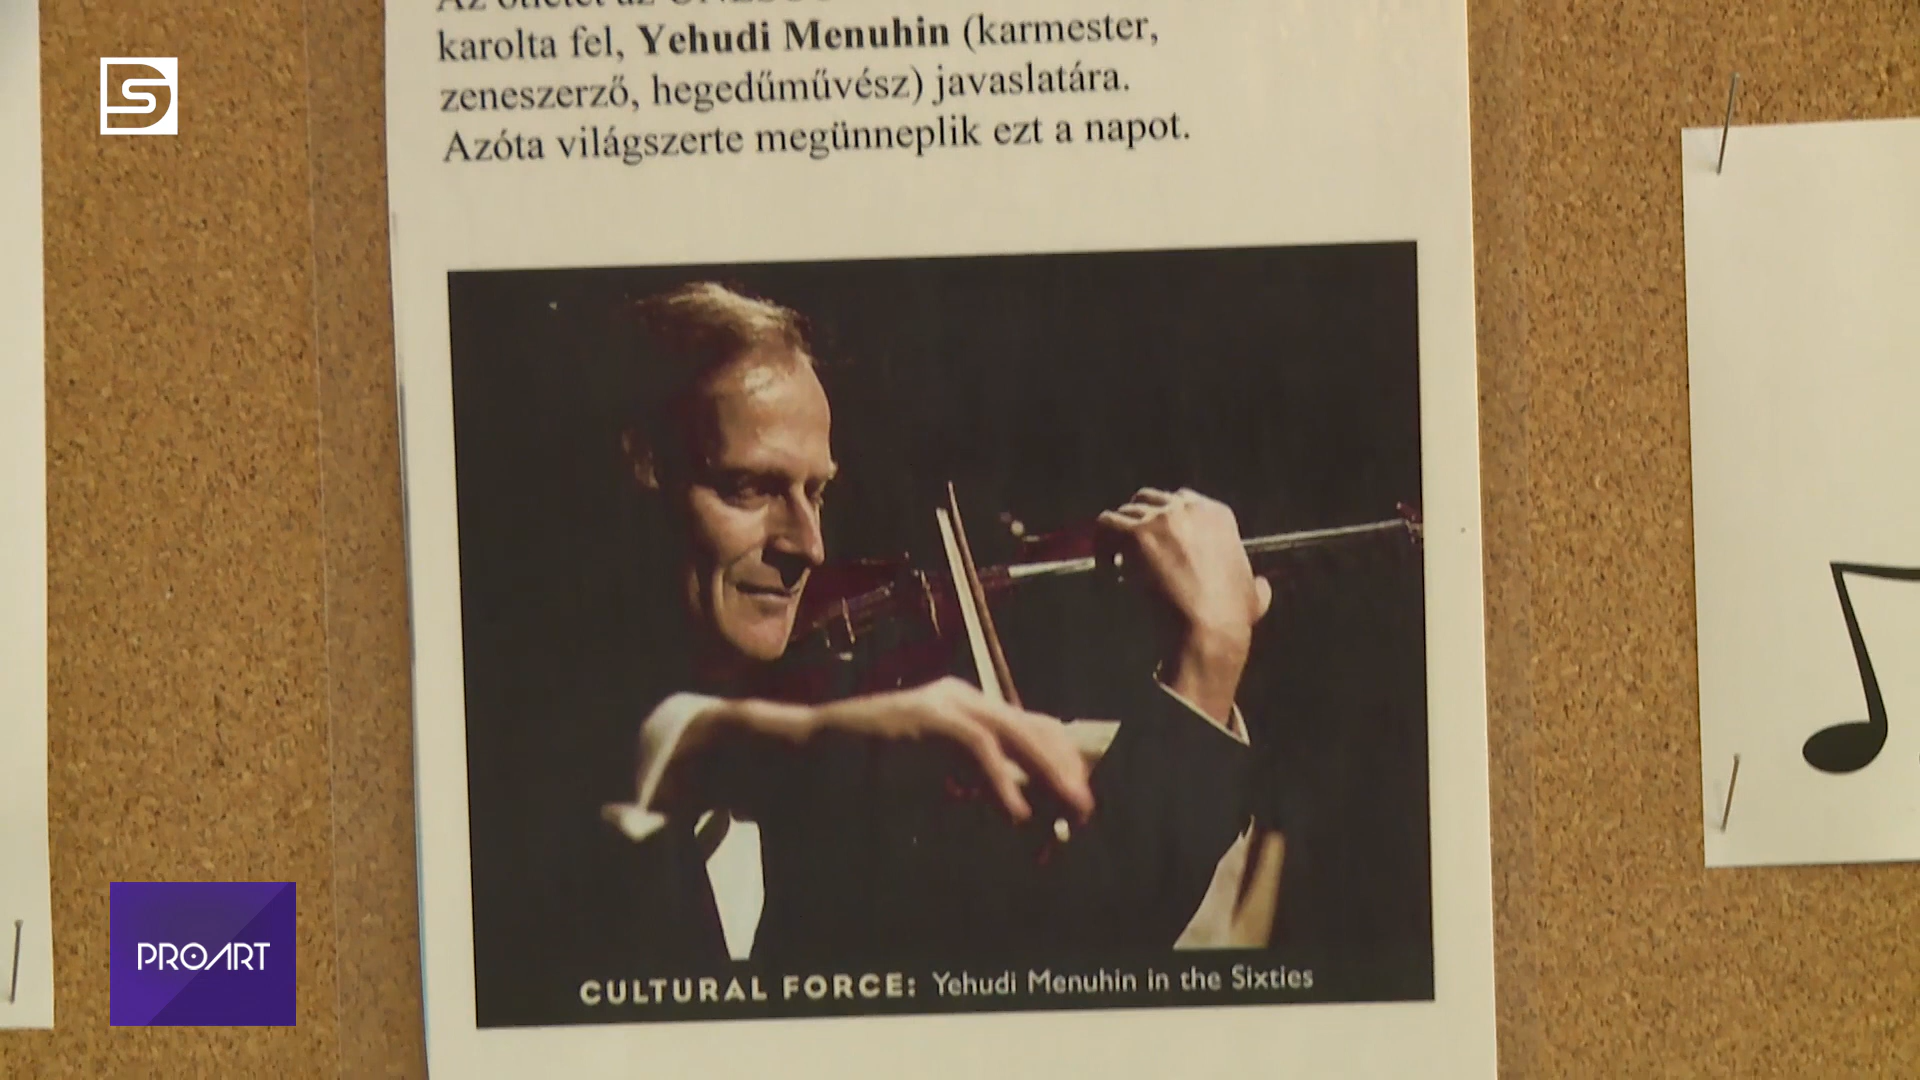 karolta fel, Yehudi Menuhin (karmester,
zeneszerző, hegedűművész) javaslatára.
Azóta világszerte megünneplik ezt a napot.
DS
CULTURAL FORCE: Yehudi Menuhin in the Sixties
PROART